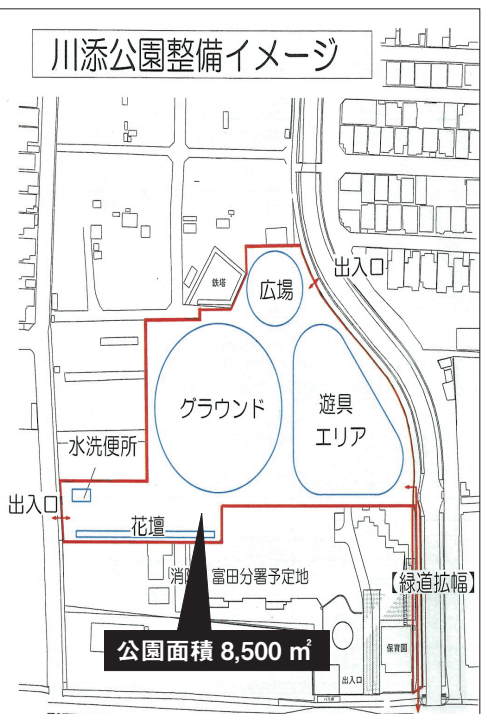 川添公園整備イメージ
出入口
鉄塔
広場
グラウンド
遊具
エリア
水洗便所
出入口
花壇
富田分署予定地
【緑道拡幅】
公園面積 8,500 ㎡
保育園
出入口